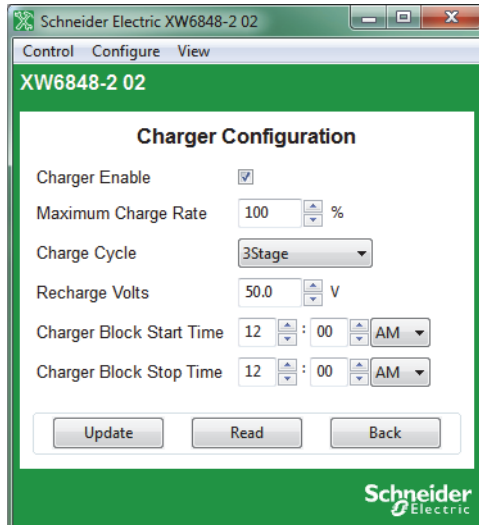 Schneider Electric XW6848-2 02
Control Configure View
XW6848-2 02
Charger Configuration
Charger Enable
Maximum Charge Rate 100 %
Charge Cycle 3Stage
Recharge Volts 50.0 V
Charger Block Start Time 12 : 00 AM
Charger Block Stop Time 12 : 00 AM
Update Read Back
Schneider
Electric